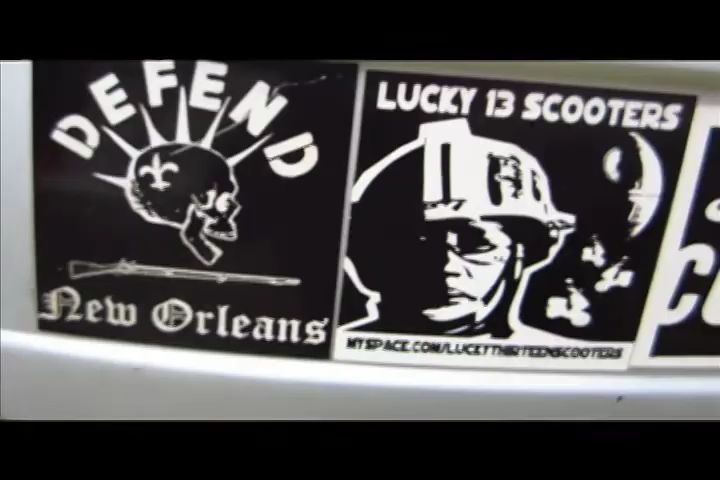 DEFEND
New Orleans
LUCKY 13 SCOOTERS
MYSPACE.COM/LUCKYTHIRTEENSCOOTERS